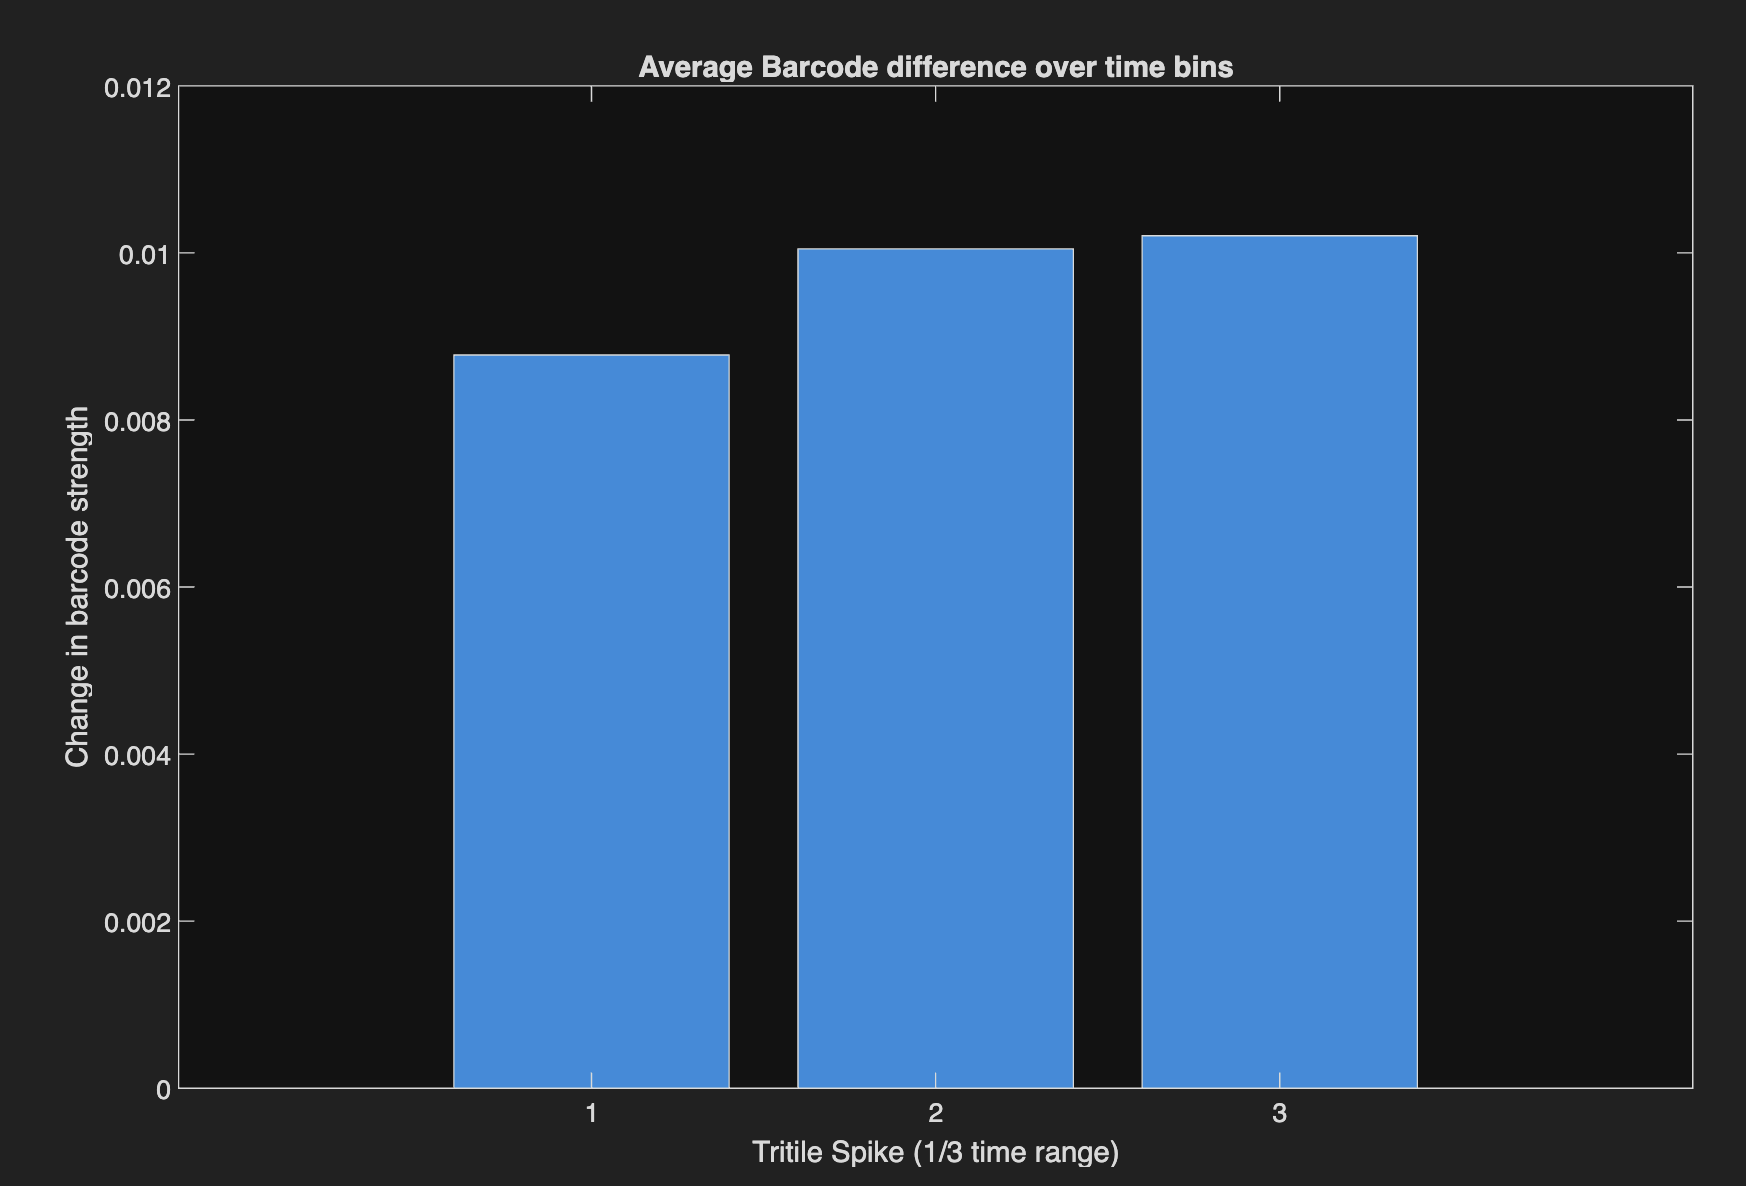 Average Barcode difference over time bins
0.012
0.01
0.008
0.006
0.004
0.002
0
Change in barcode strength
1 2 3
Tritile Spike (1/3 time range)